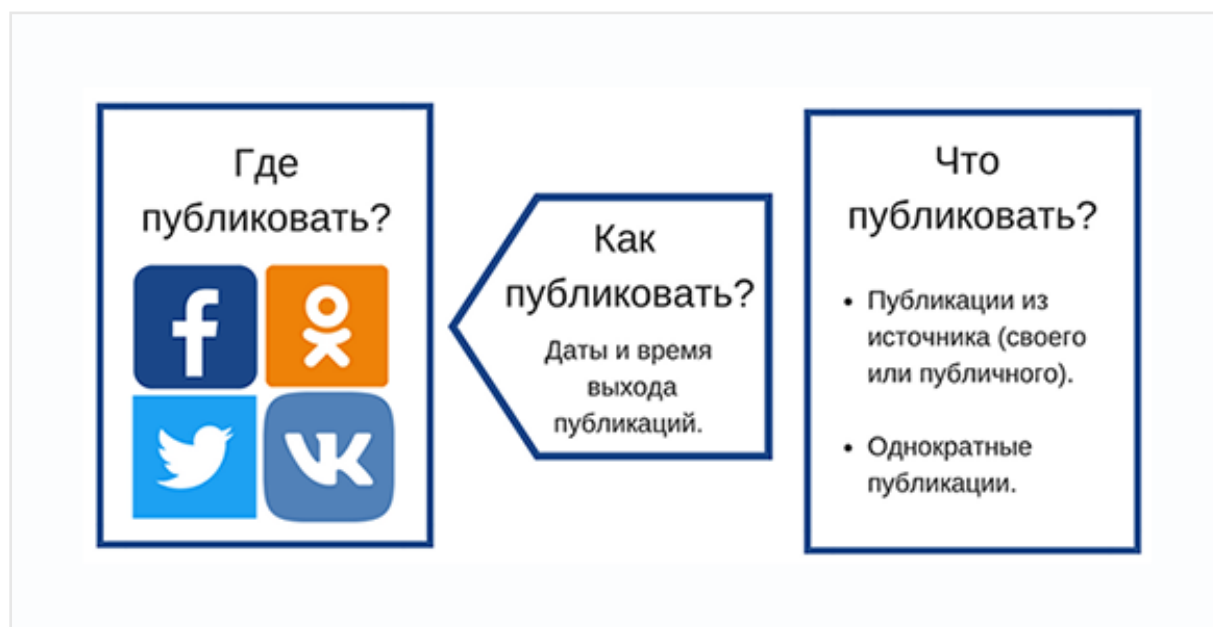 Где
публиковать?
Как
публиковать?
Даты и время
выхода
публикаций.
Что
публиковать?
• Публикации из
источника (своего
или публичного).
• Однократные
публикации.